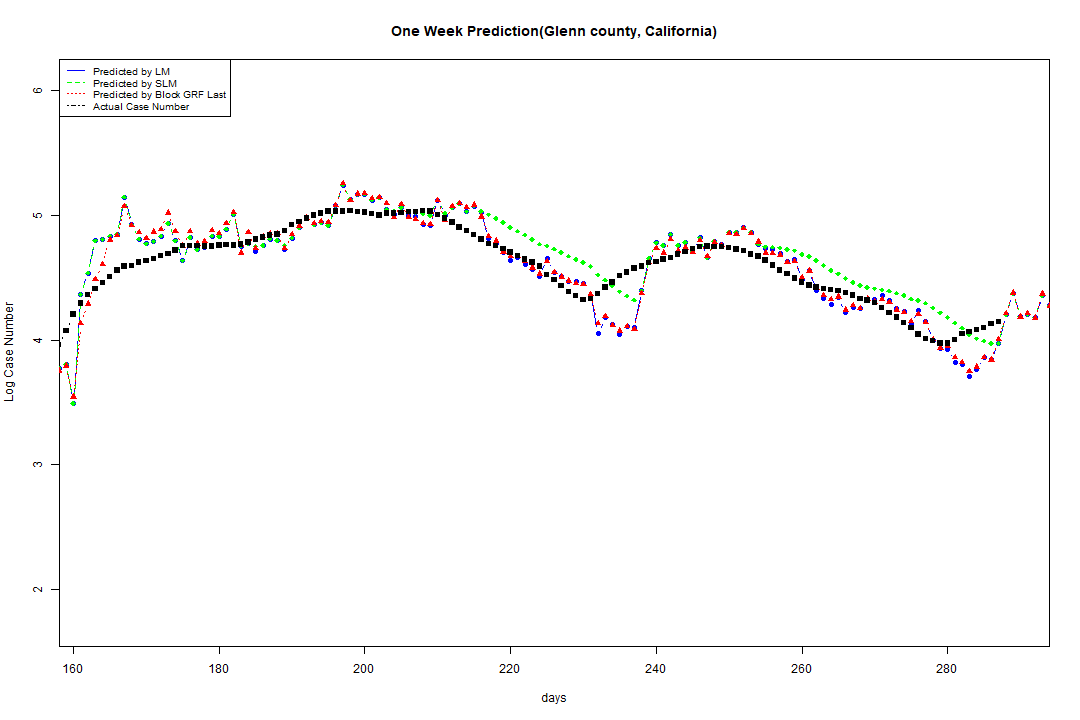 One Week Prediction(Glenn county, California)
Predicted by LM
Predicted by SLM
Predicted by Block GRF Last
Actual Case Number
6
5
4
3
2
Log Case Number
160 180 200 220 240 260 280
days